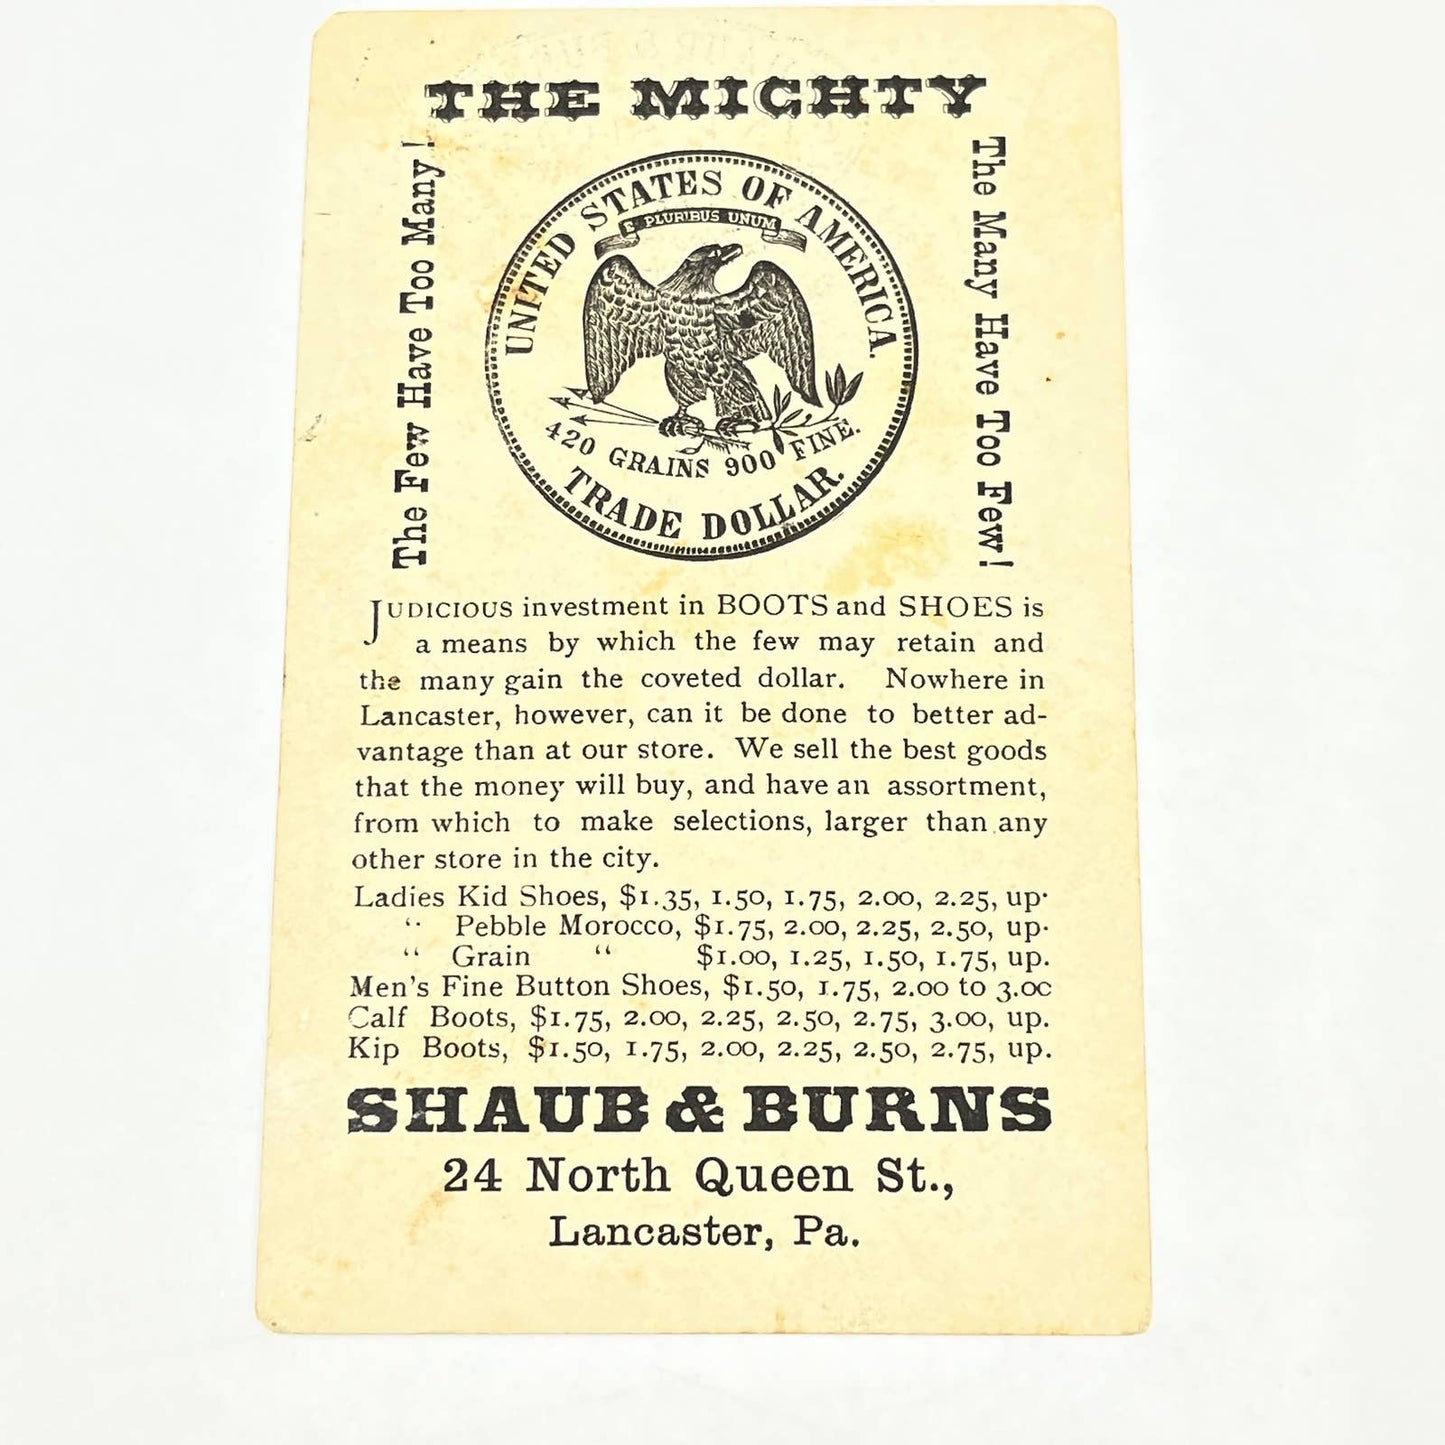 THE MIGHTY
The Few Have Too Many!
UNITED STATES OF AMERICA.
E PLURIBUS UNUM
420 GRAINS 900 FINE.
TRADE DOLLAR.
The Many Have Too Few!
JUDICIOUS investment in BOOTS and SHOES is
a means by which the few may retain and
the many gain the coveted dollar. Nowhere in
Lancaster, however, can it be done to better ad-
vantage than at our store. We sell the best goods
that the money will buy, and have an assortment,
from which to make selections, larger than any
other store in the city.
Ladies Kid Shoes, $1.35, 1.50, 1.75, 2.00, 2.25, up.
“ Pebble Morocco, $1.75, 2.00, 2.25, 2.50, up.
“ Grain “ $1.00, 1.25, 1.50, 1.75, up.
Men's Fine Button Shoes, $1.50, 1.75, 2.00 to 3.00
Calf Boots, $1.75, 2.00, 2.25, 2.50, 2.75, 3.00, up.
Kip Boots, $1.50, 1.75, 2.00, 2.25, 2.50, 2.75, up.
SHAUB & BURNS
24 North Queen St.,
Lancaster, Pa.